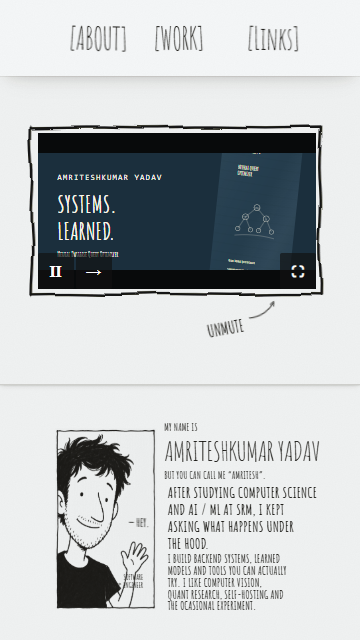 [ABOUT] [WORK] [Links]
AMRITESHKUMAR YADAV
SYSTEMS.
LEARNED.
UNMUTE
MY NAME IS
AMRITESHKUMAR YADAV
BUT YOU CAN CALL ME "AMRITESH".
AFTER STUDYING COMPUTER SCIENCE
AND AI / ML AT SRM, I KEPT
ASKING WHAT HAPPENS UNDER
THE HOOD.
I BUILD BACKEND SYSTEMS, LEARNED
MODELS AND TOOLS YOU CAN ACTUALLY
TRY. I LIKE COMPUTER VISION,
QUANT RESEARCH, SELF-HOSTING AND
THE OCASIONAL EXPERIMENT.
— HEY.
SOFTWARE
ENGINEER